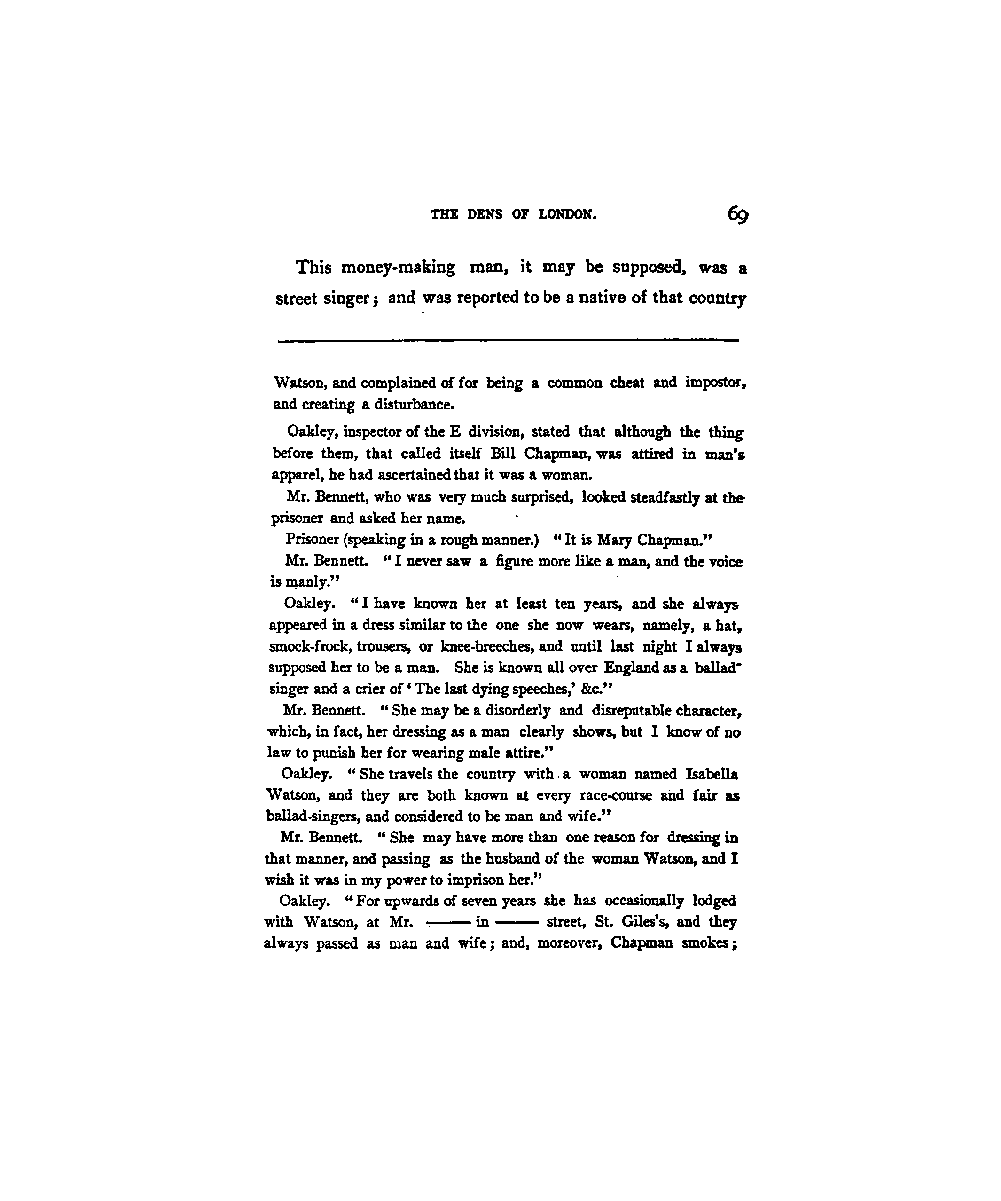 THE DENS OF LONDON. 69
This money-making man, it may be supposed, was a
street singer; and was reported to be a native of that country
Watson, and complained of for being a common cheat and impostor,
and creating a disturbance.
Oakley, inspector of the E division, stated that although the thing
before them, that called itself Bill Chapman, was attired in man's
apparel, he had ascertained that it was a woman.
Mr. Bennett, who was very much surprised, looked steadfastly at the
prisoner and asked her name.
Prisoner (speaking in a rough manner.) "It is Mary Chapman."
Mr. Bennett. "I never saw a figure more like a man, and the voice
is manly."
Oakley. "I have known her at least ten years, and she always
appeared in a dress similar to the one she now wears, namely, a hat,
smock-frock, trousers, or knee-breeches, and until last night I always
supposed her to be a man. She is known all over England as a ballad-
singer and a crier of 'The last dying speeches,' &c."
Mr. Bennett. "She may be a disorderly and disreputable character,
which, in fact, her dressing as a man clearly shows, but I know of no
law to punish her for wearing male attire."
Oakley. "She travels the country with a woman named Isabella
Watson, and they are both known at every race-course and fair as
ballad-singers, and considered to be man and wife."
Mr. Bennett. "She may have more than one reason for dressing in
that manner, and passing as the husband of the woman Watson, and I
wish it was in my power to imprison her."
Oakley. "For upwards of seven years she has occasionally lodged
with Watson, at Mr. —— in —— street, St. Giles's, and they
always passed as man and wife; and, moreover, Chapman smokes;